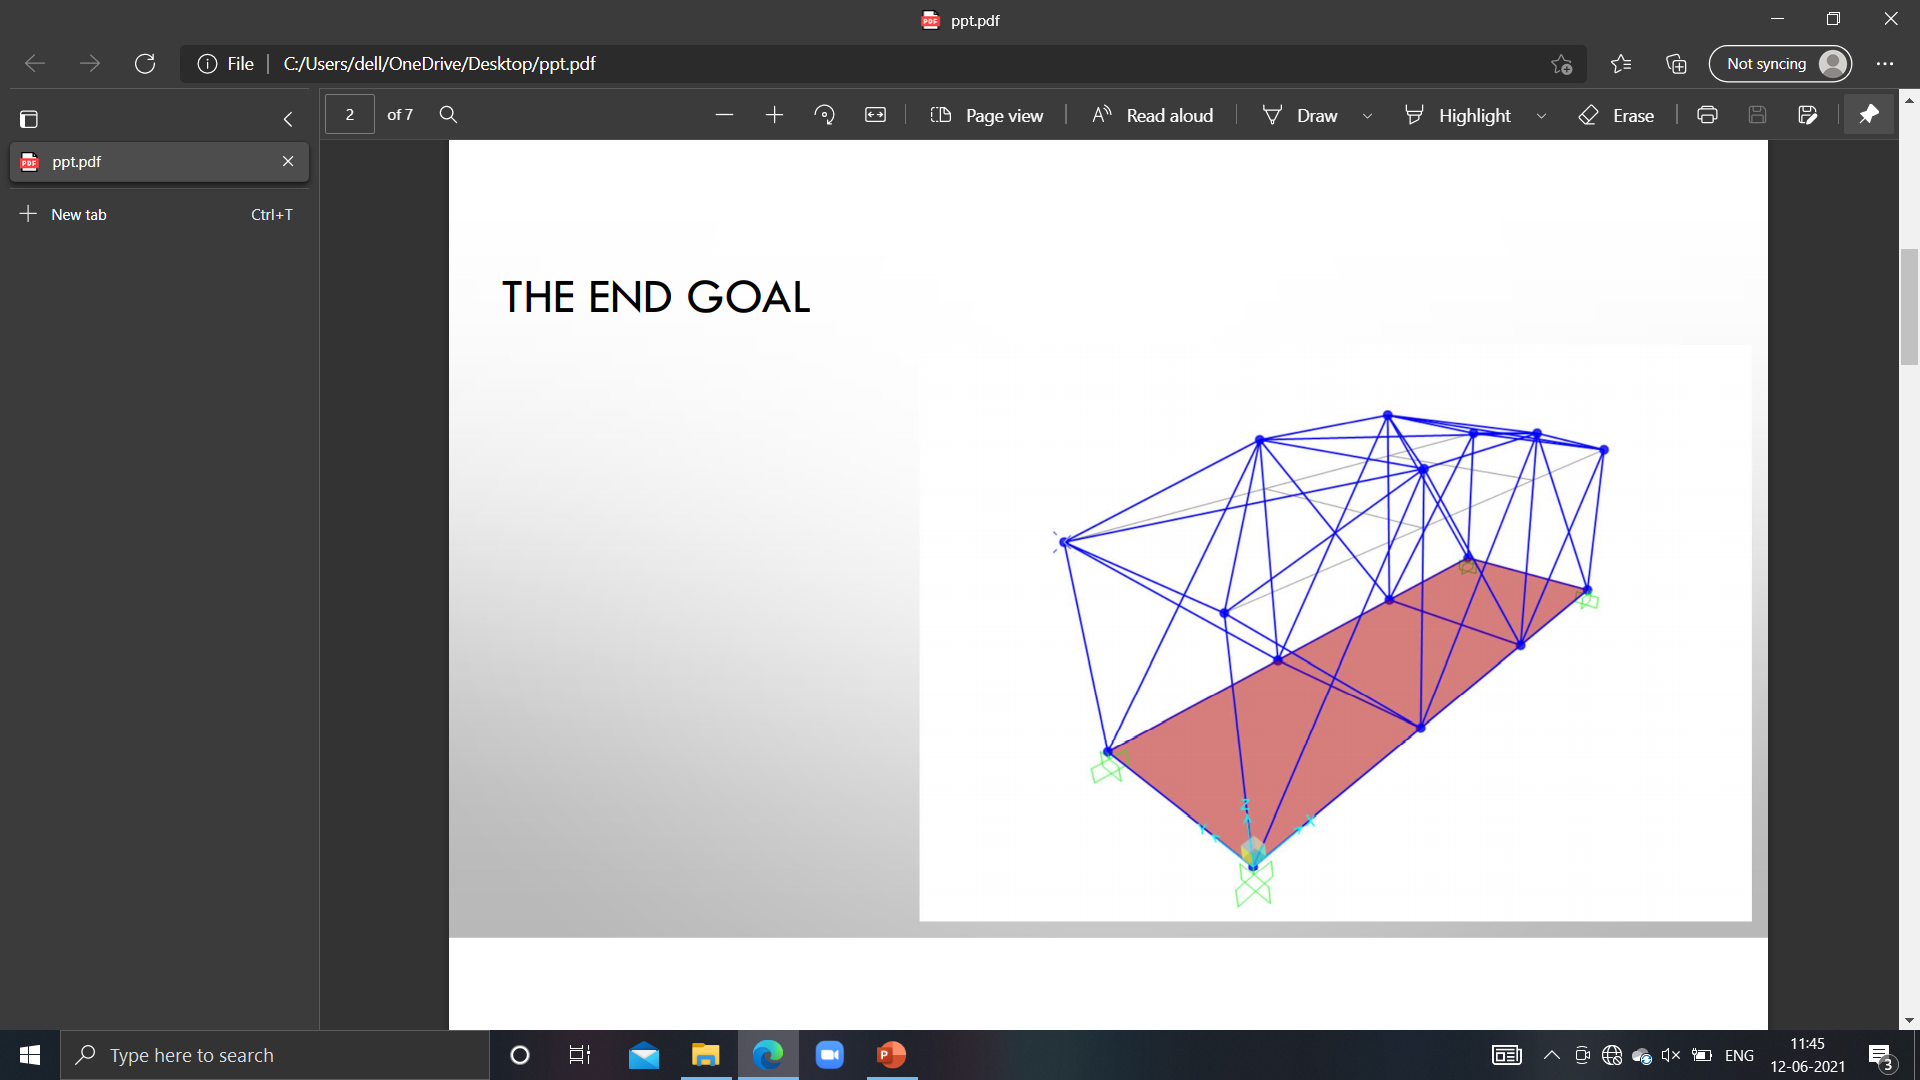 ppt.pdf
File
C:/Users/dell/OneDrive/Desktop/ppt.pdf
Not syncing
2 of 7
Page view
Read aloud
Draw
Highlight
Erase
ppt.pdf
New tab Ctrl+T
THE END GOAL
Z
Y X
Type here to search
ENG
11:45
12-06-2021
3